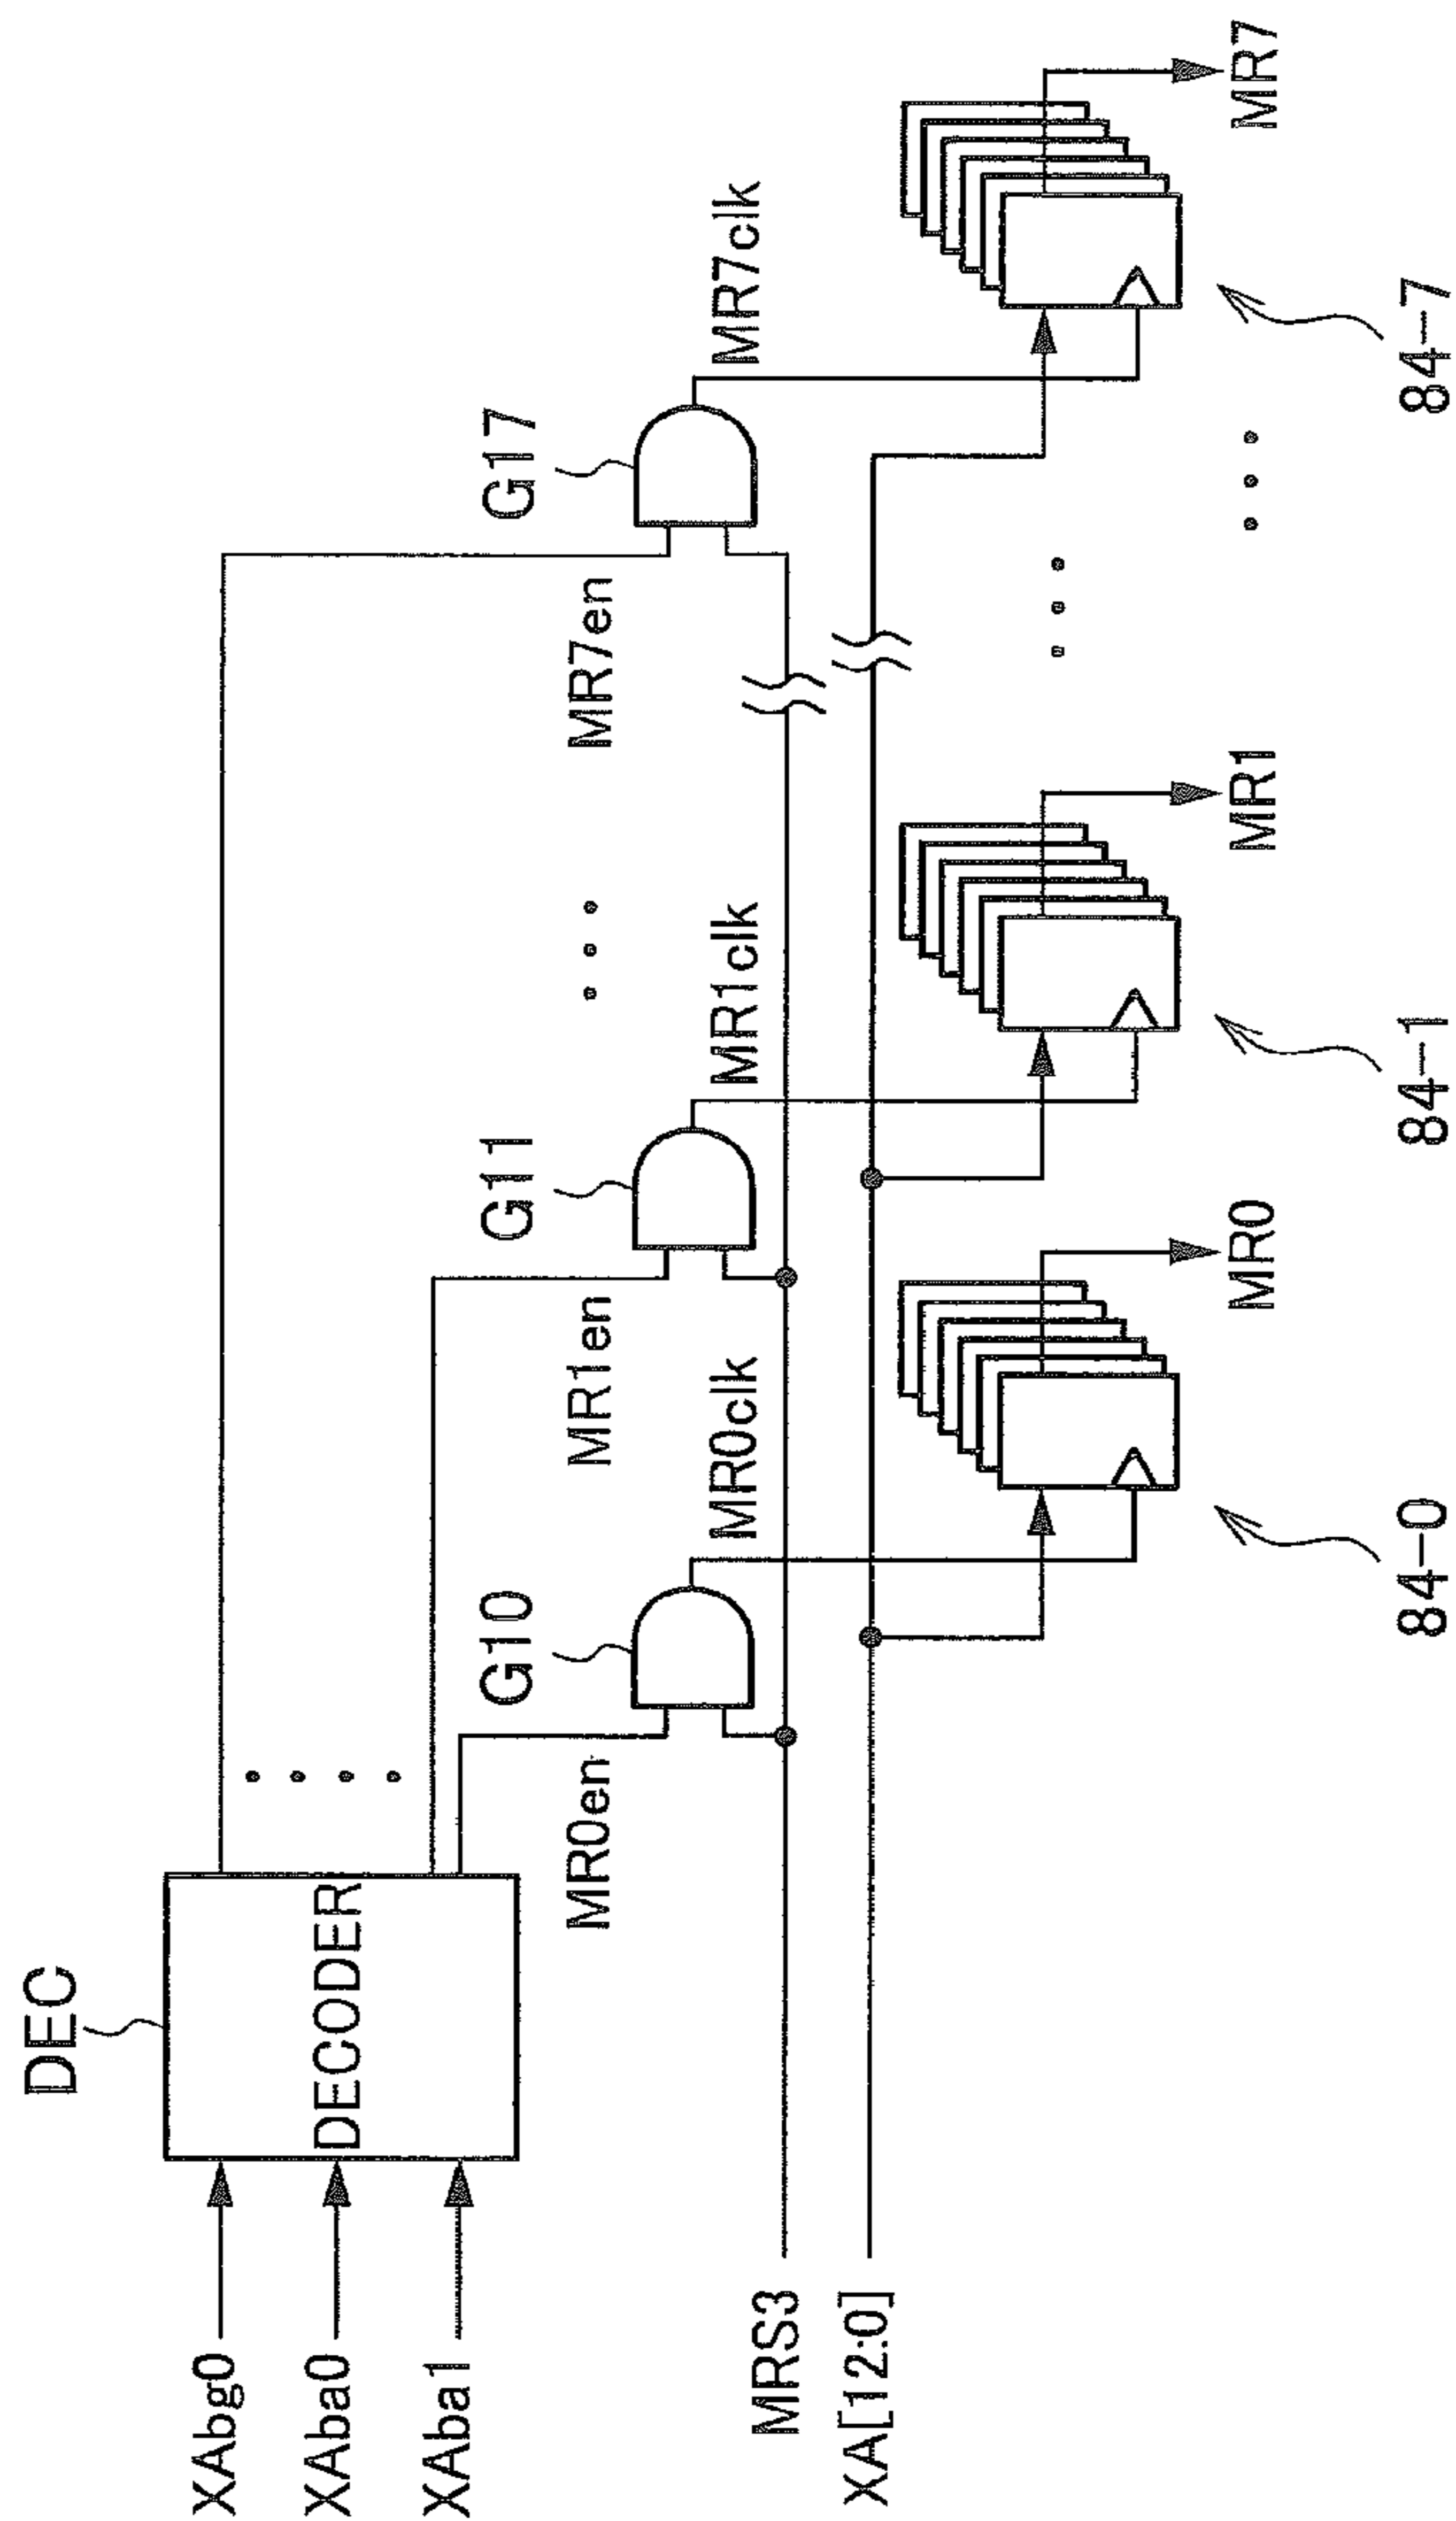 DEC
DECODER
XAbg0
XAba0
XAba1
MRS3
XA[12:0]
MR0en
G10
MR0clk
MR1en
G11
MR1clk
MR7en
G17
MR7clk
MR0
MR1
MR7
84-0
84-1
84-7